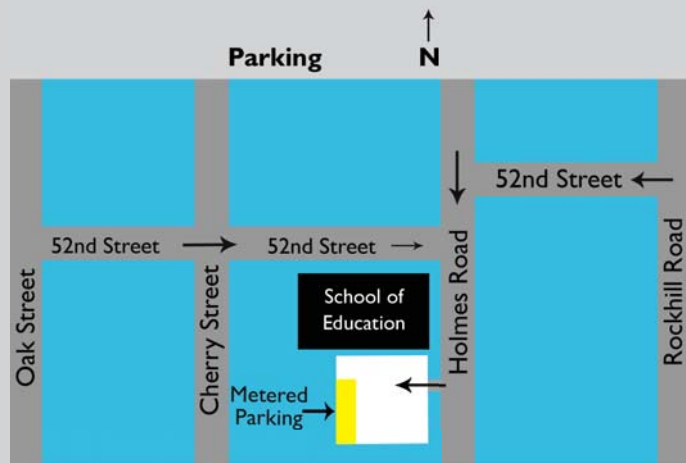 Parking
N
52nd Street
52nd Street
52nd Street
School of
Education
Metered
Parking
Oak Street
Cherry Street
Holmes Road
Rockhill Road